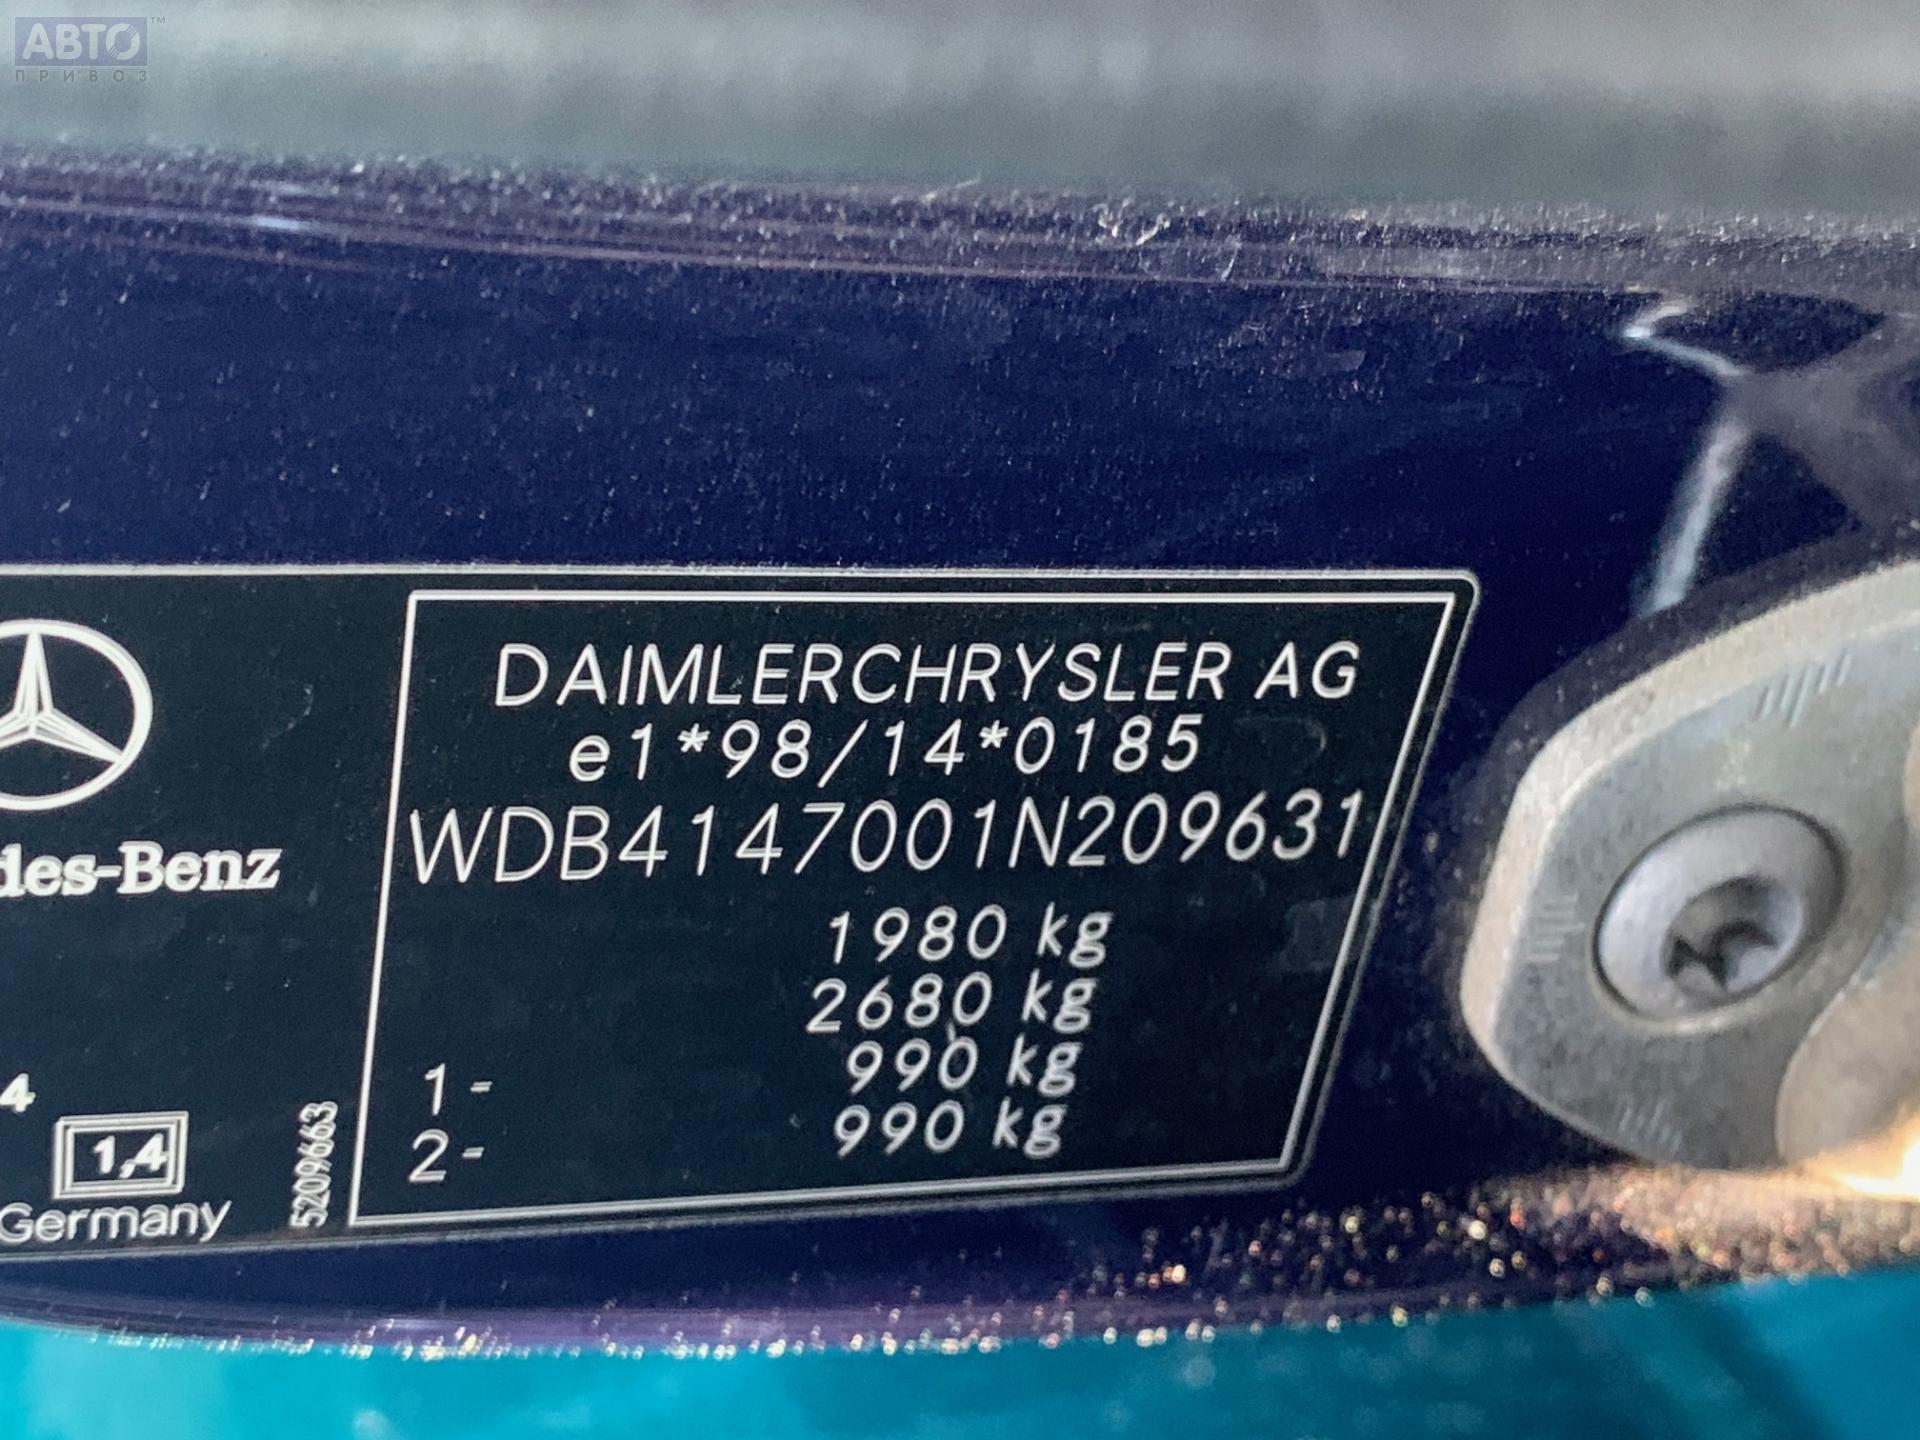 АВТО™
ПРИВОЗ
DAIMLERCHRYSLER AG
e1*98/14*0185
WDB4147001N209631
des-Benz
1980 kg
2680 kg
1- 990 kg
2- 990 kg
4
1,4
Germany
5209663